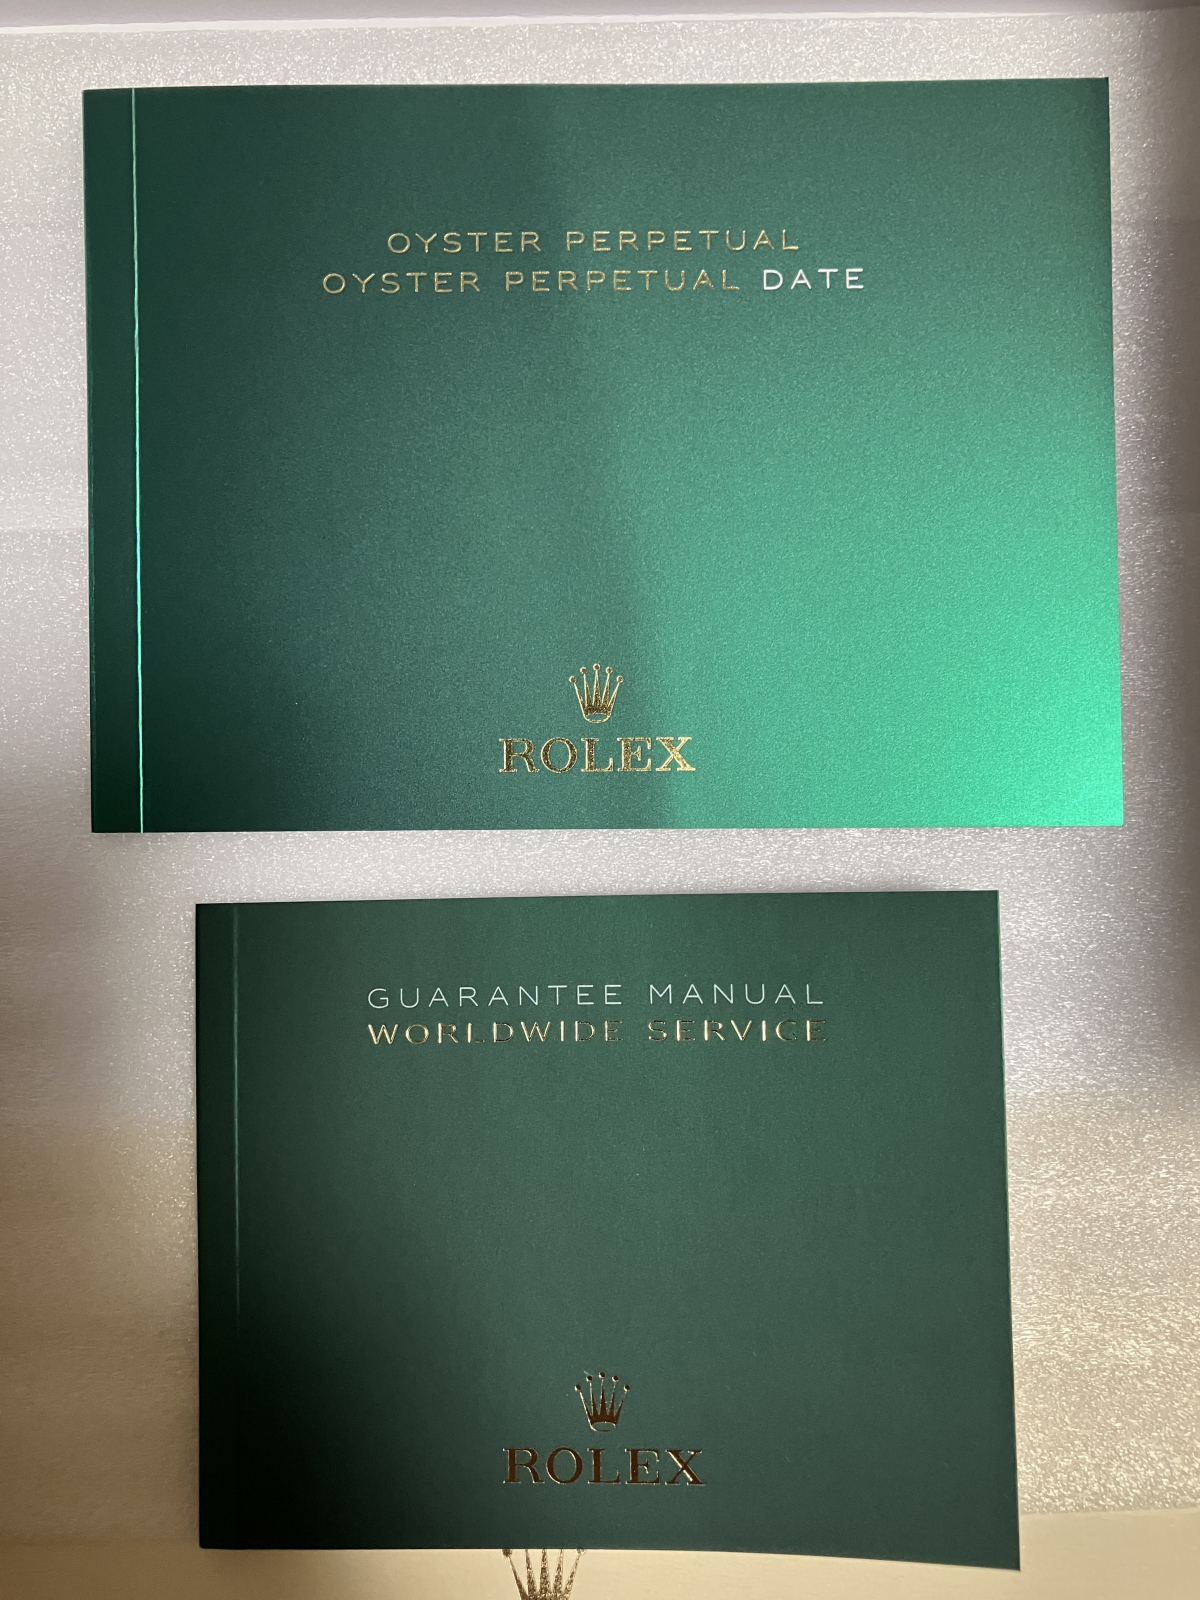 OYSTER PERPETUAL
OYSTER PERPETUAL DATE
ROLEX
GUARANTEE MANUAL
WORLDWIDE SERVICE
ROLEX